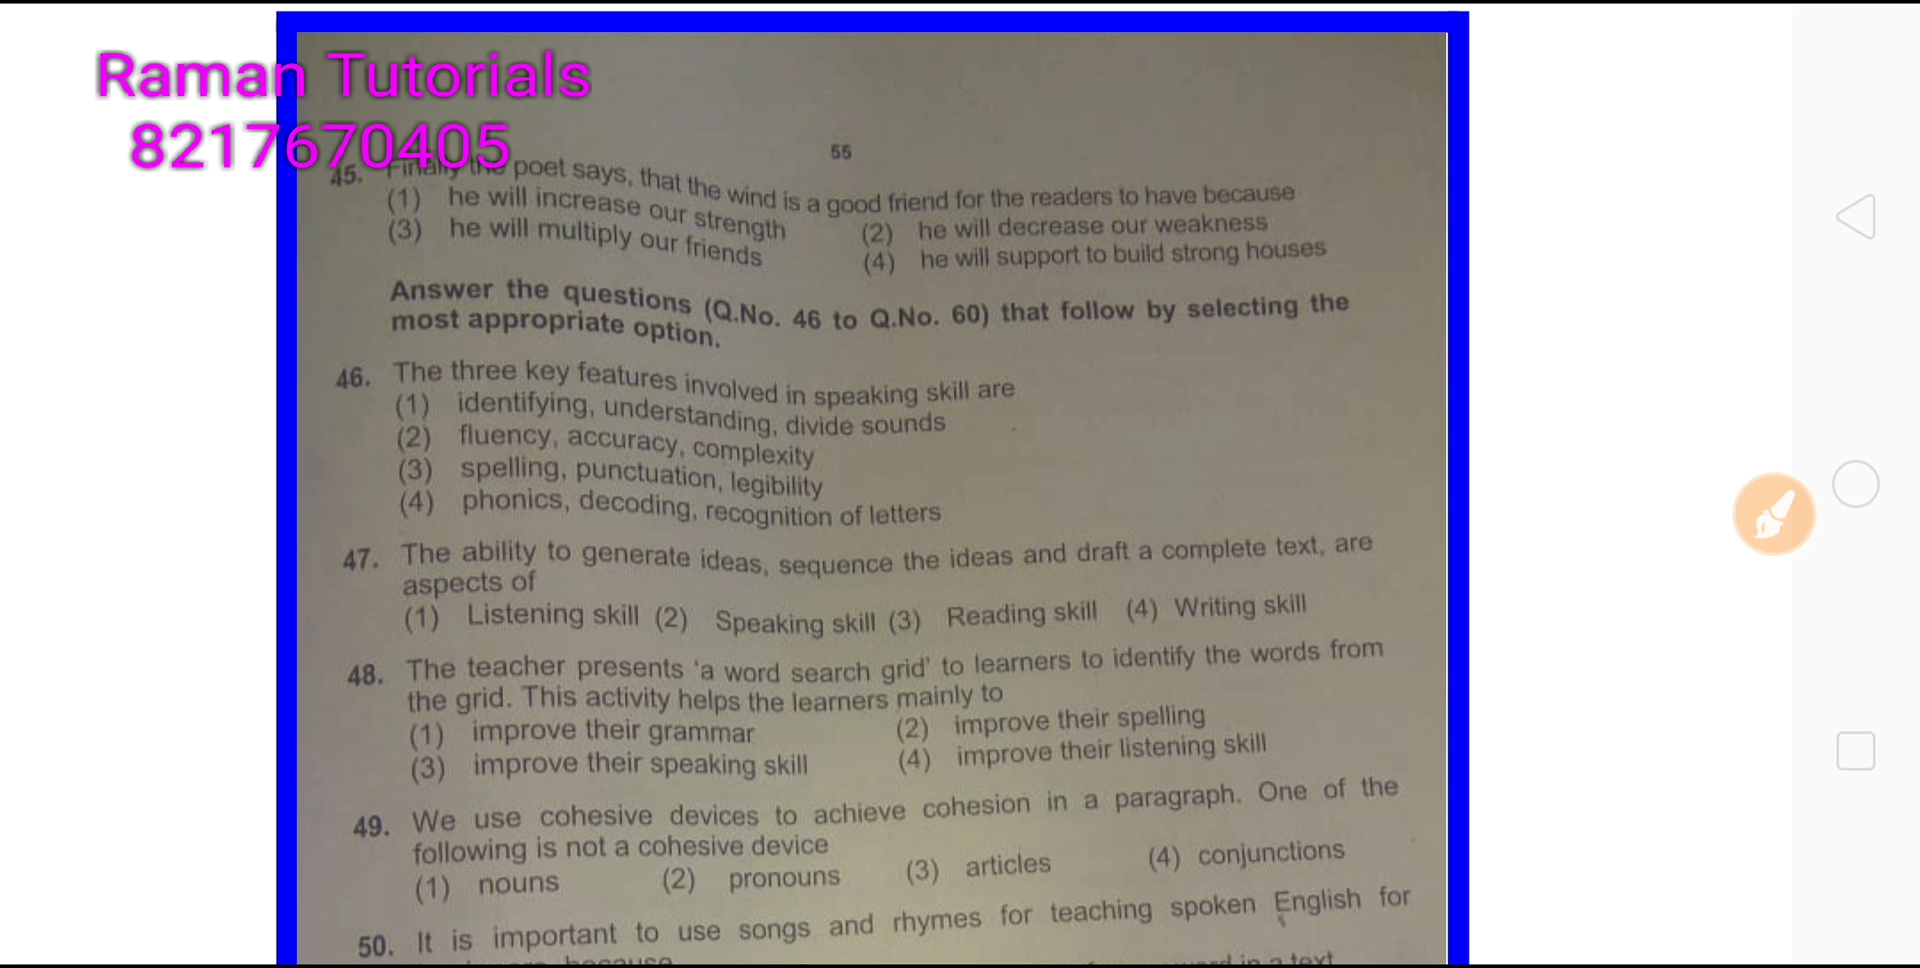 Raman Tutorials
8217670405
55
45. Finally the poet says, that the wind is a good friend for the readers to have because
(1) he will increase our strength (2) he will decrease our weakness
(3) he will multiply our friends (4) he will support to build strong houses
Answer the questions (Q.No. 46 to Q.No. 60) that follow by selecting the
most appropriate option.
46. The three key features involved in speaking skill are
(1) identifying, understanding, divide sounds
(2) fluency, accuracy, complexity
(3) spelling, punctuation, legibility
(4) phonics, decoding, recognition of letters
47. The ability to generate ideas, sequence the ideas and draft a complete text, are
aspects of
(1) Listening skill (2) Speaking skill (3) Reading skill (4) Writing skill
48. The teacher presents ‘a word search grid’ to learners to identify the words from
the grid. This activity helps the learners mainly to
(1) improve their grammar (2) improve their spelling
(3) improve their speaking skill (4) improve their listening skill
49. We use cohesive devices to achieve cohesion in a paragraph. One of the
following is not a cohesive device
(1) nouns (2) pronouns (3) articles (4) conjunctions
50. It is important to use songs and rhymes for teaching spoken English for
because in a text